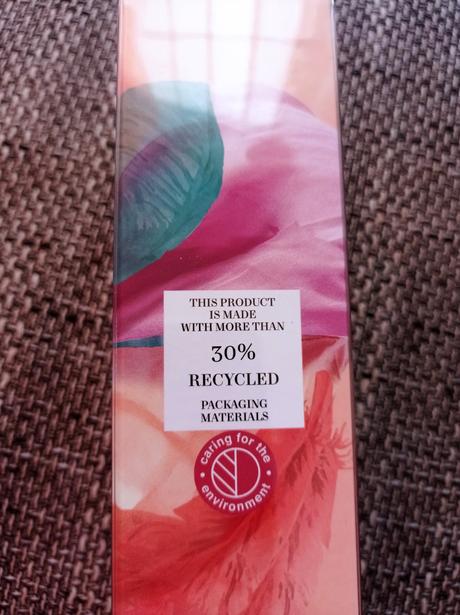 THIS PRODUCT
IS MADE
WITH MORE THAN
30%
RECYCLED
PACKAGING
MATERIALS
• caring for the •
environment